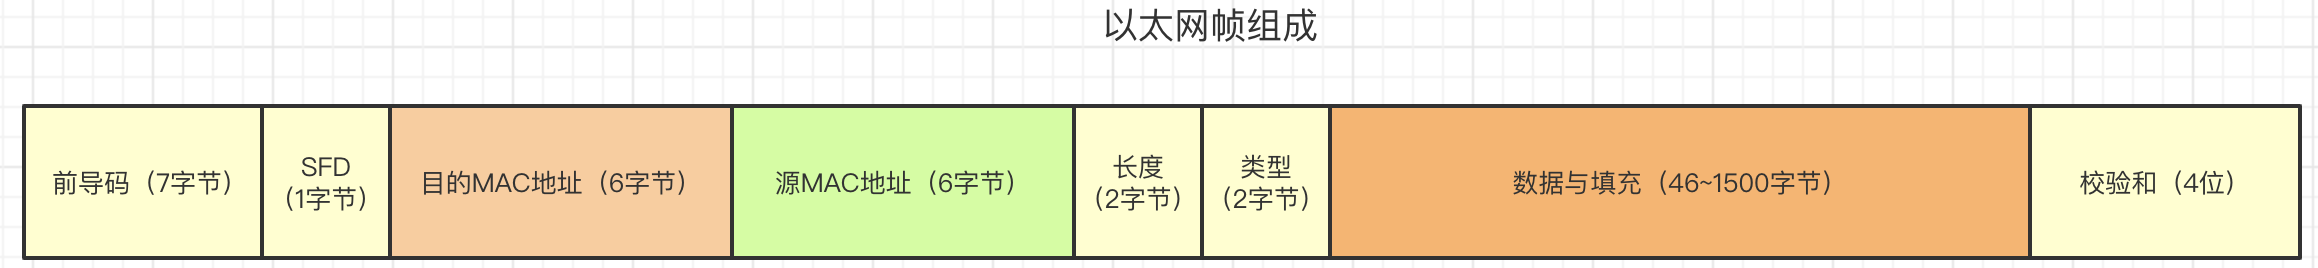 以太网帧组成
前导码（7字节）
SFD
（1字节）
目的MAC地址（6字节）
源MAC地址（6字节）
长度
（2字节）
类型
（2字节）
数据与填充（46~1500字节）
校验和（4位）